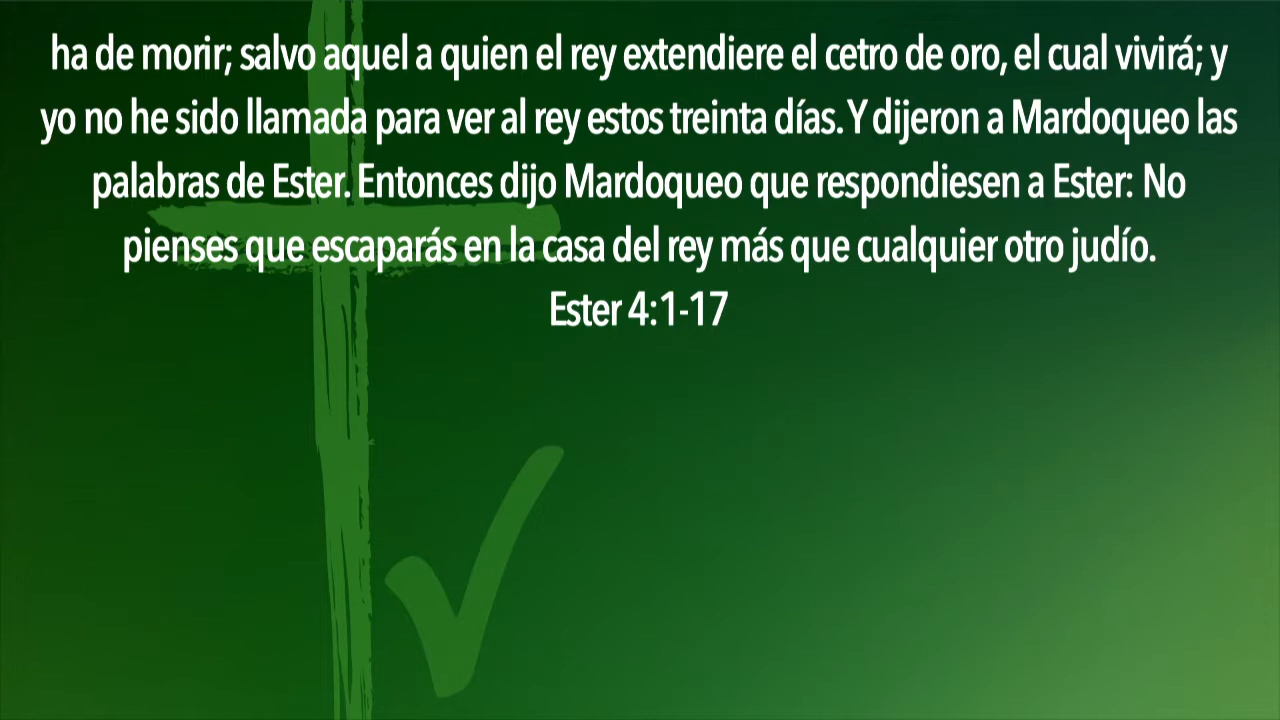 ha de morir; salvo aquel a quien el rey extendiere el cetro de oro, el cual vivirá; y
yo no he sido llamada para ver al rey estos treinta días. Y dijeron a Mardoqueo las
palabras de Ester. Entonces dijo Mardoqueo que respondiesen a Ester: No
pienses que escaparás en la casa del rey más que cualquier otro judío.
Ester 4:1-17